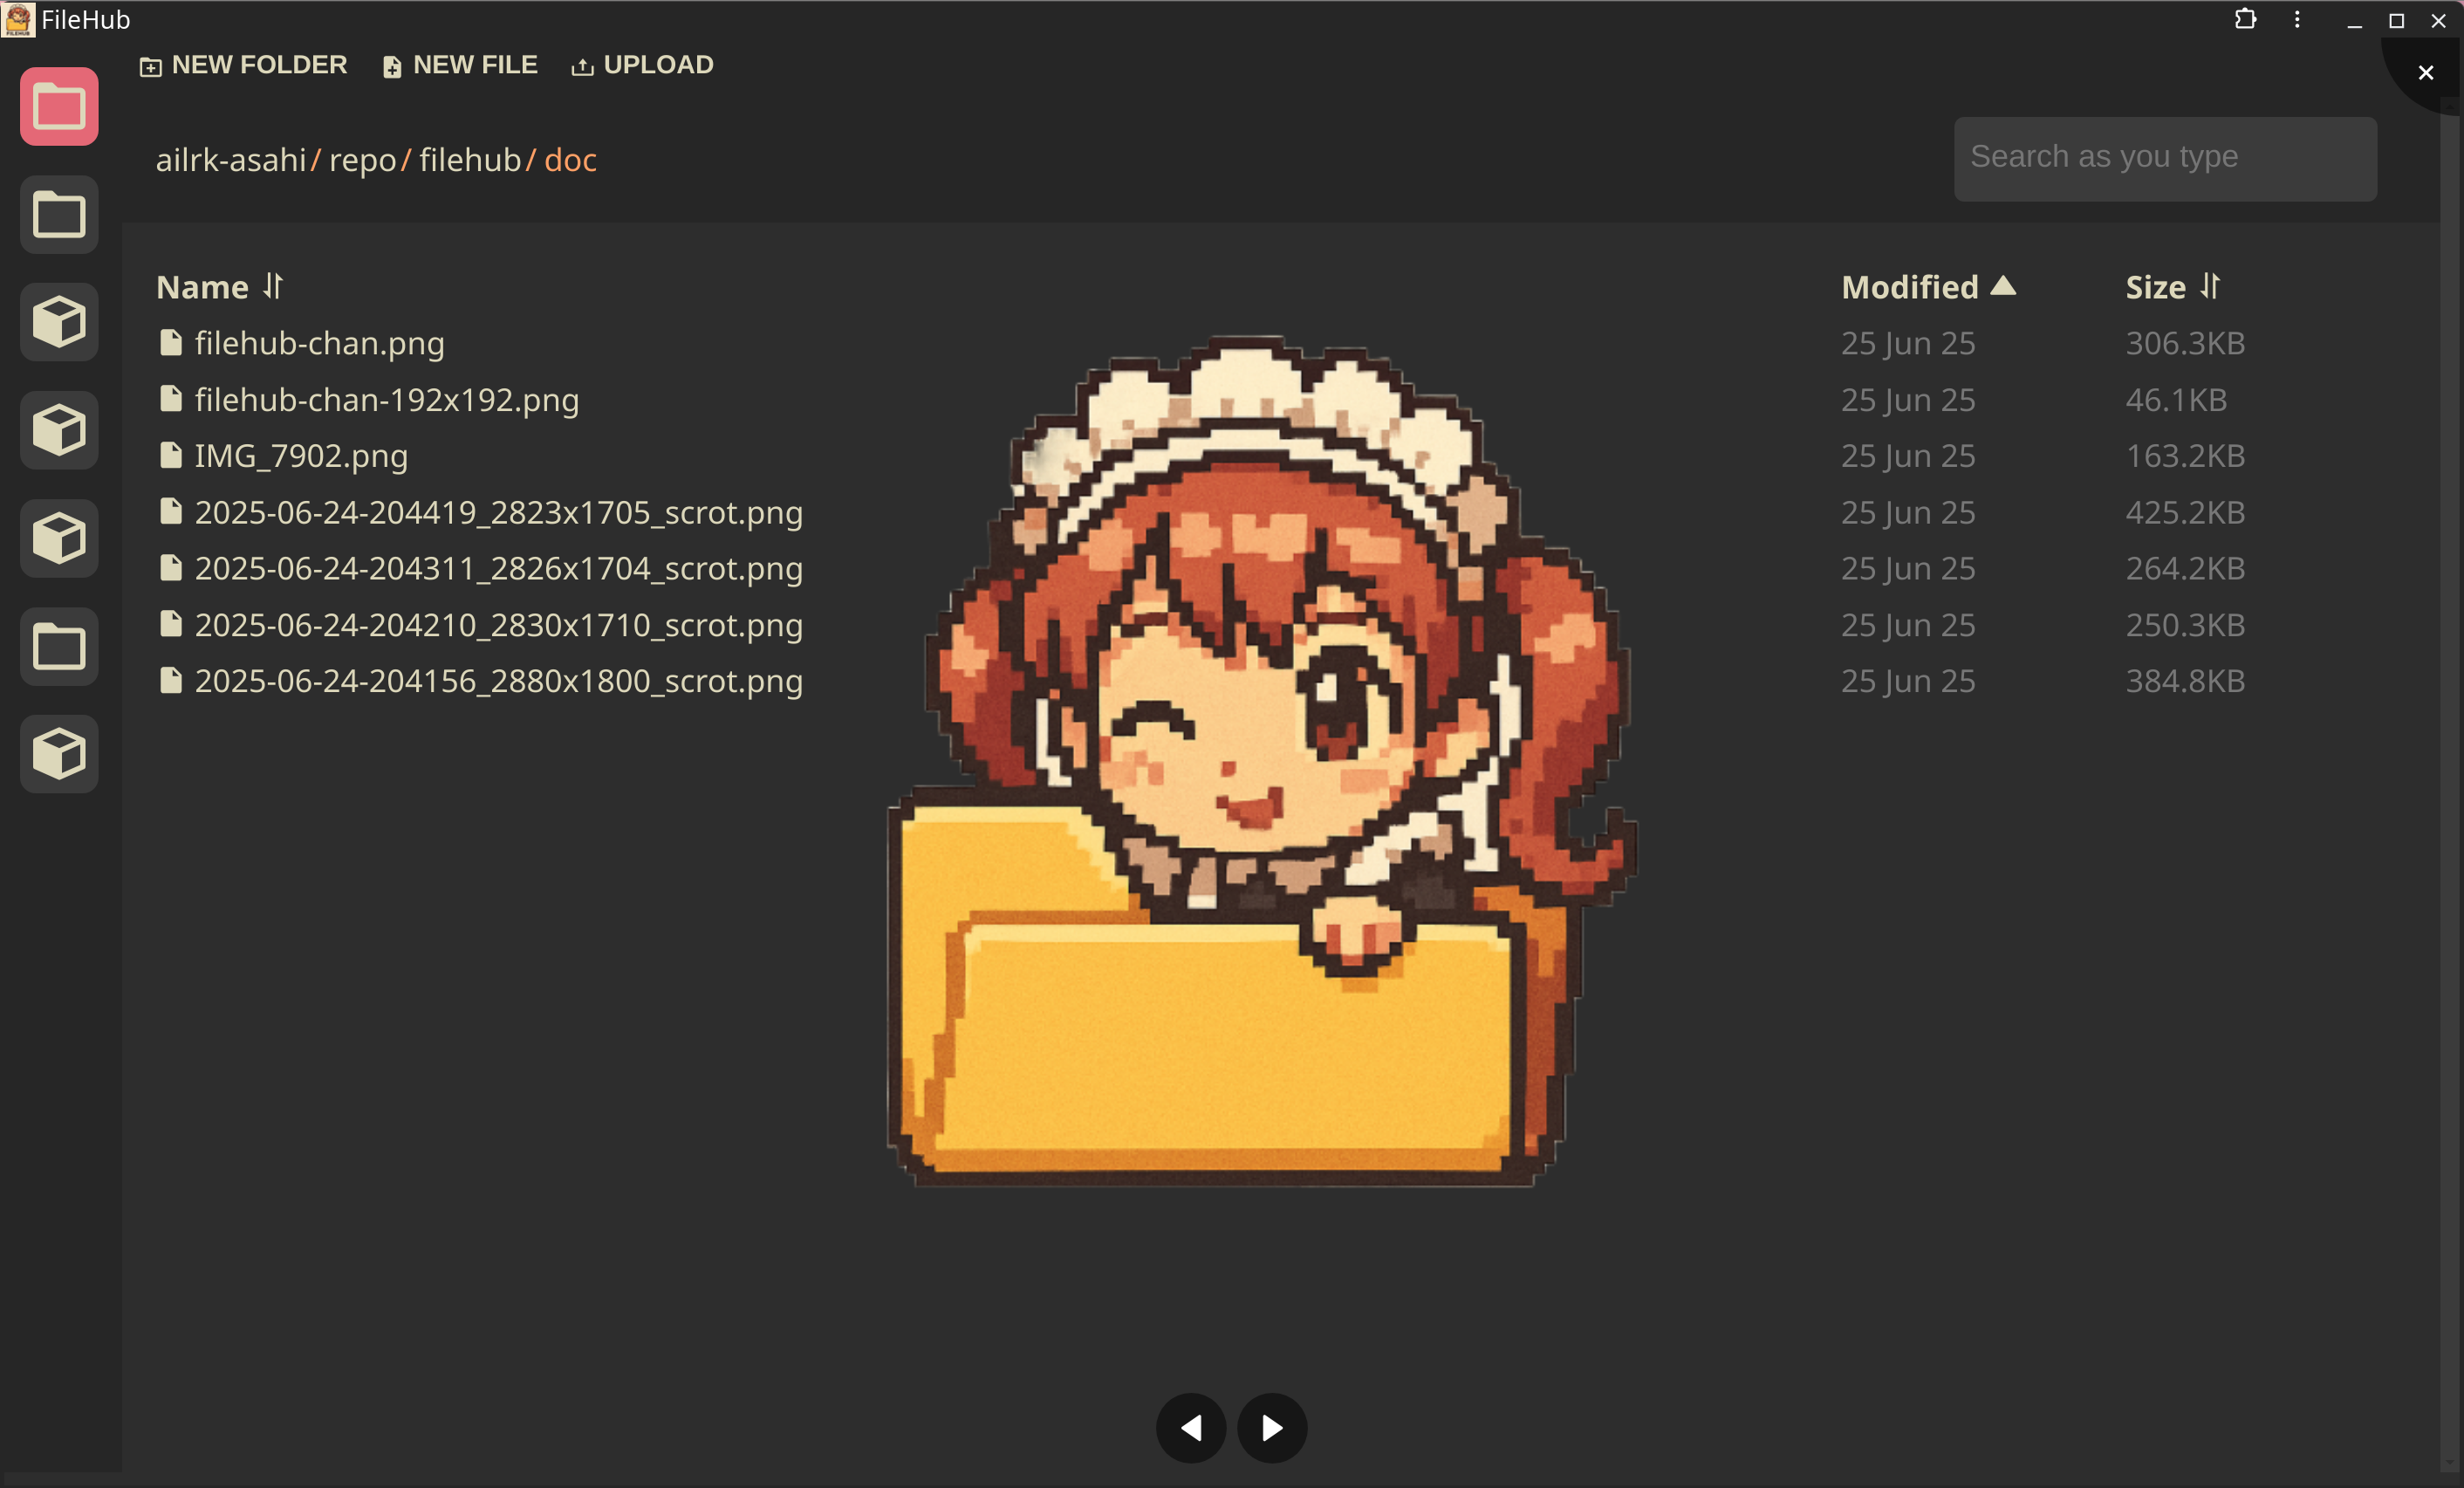 FileHub
NEW FOLDER NEW FILE UPLOAD
ailrk-asahi/ repo/ filehub/ doc
Search as you type
Name Modified Size
filehub-chan.png 25 Jun 25 306.3KB
filehub-chan-192x192.png 25 Jun 25 46.1KB
IMG_7902.png 25 Jun 25 163.2KB
2025-06-24-204419_2823x1705_scrot.png 25 Jun 25 425.2KB
2025-06-24-204311_2826x1704_scrot.png 25 Jun 25 264.2KB
2025-06-24-204210_2830x1710_scrot.png 25 Jun 25 250.3KB
2025-06-24-204156_2880x1800_scrot.png 25 Jun 25 384.8KB